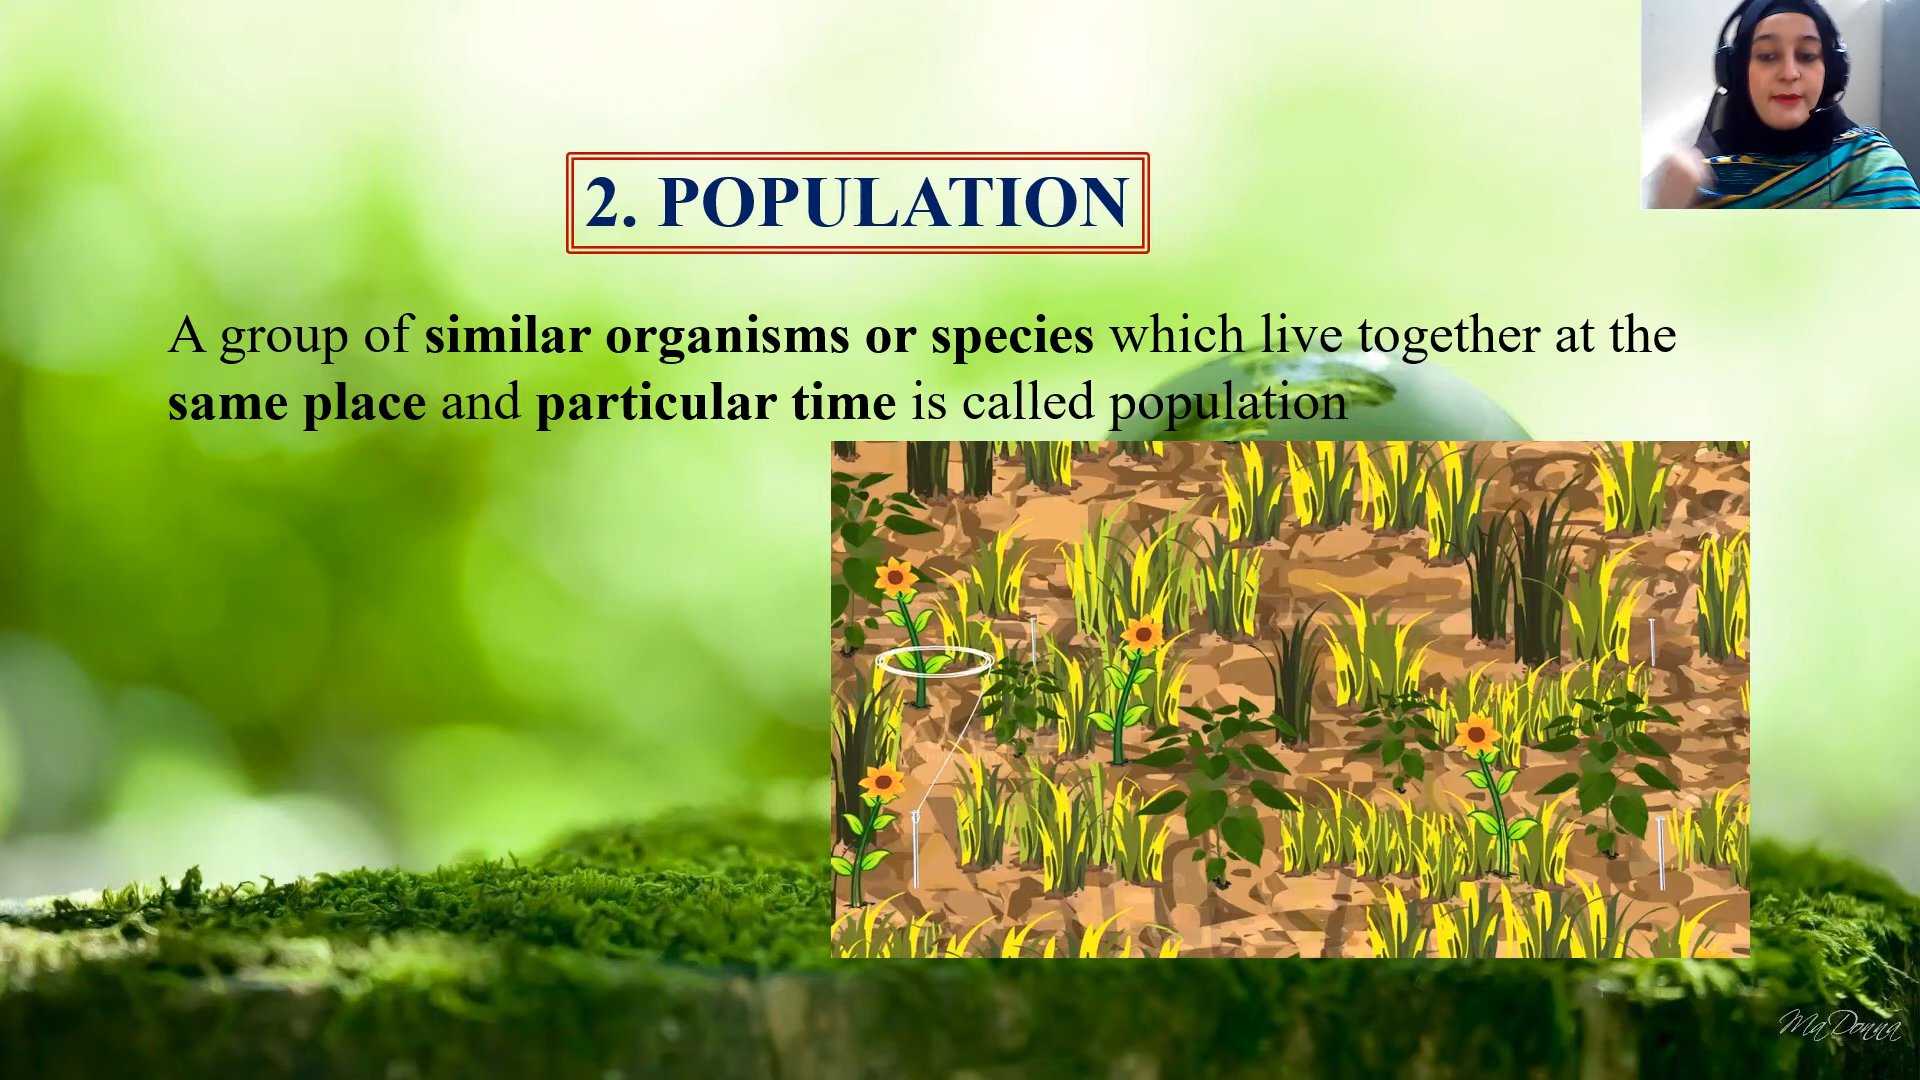 2. POPULATION
A group of similar organisms or species which live together at the
same place and particular time is called population
MaDonna